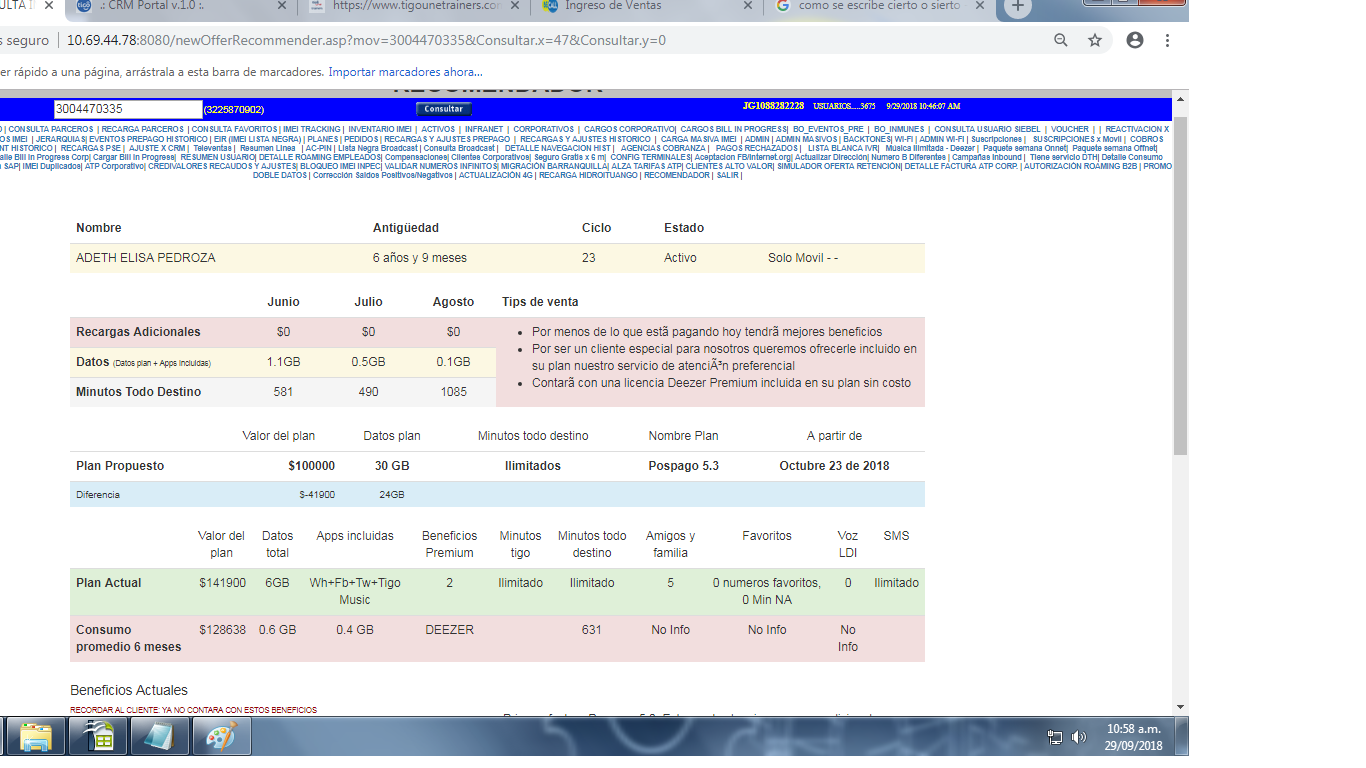 ULTA I
.: CRM Portal v.1.0 :.
https://www.tigounetrainers.con
Ingreso de Ventas
como se escribe cierto o sierto
s seguro | 10.69.44.78:8080/newOfferRecommender.asp?mov=3004470335&Consultar.x=47&Consultar.y=0
er rápido a una página, arrástrala a esta barra de marcadores. Importar marcadores ahora...
RECOMENDADOR
3004470335 (3225870902) Consultar JG1088282228 USUARIOS.....3675 9/29/2018 10:46:07 AM
O | CONSULTA PARCEROS | RECARGA PARCEROS | CONSULTA FAVORITOS| IMEI TRACKING | INVENTARIO IMEI | ACTIVOS | INFRANET | CORPORATIVOS | CARGOS CORPORATIVO| CARGOS BILL IN PROGRESS| BO_EVENTOS_PRE | BO_INMUNES | CONSULTA USUARIO SIEBEL | VOUCHER | | REACTIVACION X
OS IMEI | JERARQUIAS| EVENTOS PREPAGO HISTORICO | EIR (IMEI LISTA NEGRA) | PLANES | PEDIDOS | RECARGAS Y AJUSTES PREPAGO | RECARGAS Y AJUSTES HISTORICO | CARGA MASIVA IMEI | ADMIN | ADMIN MASIVOS | BACKTONES| WI-FI | ADMIN WI-FI | Suscripciones | SUSCRIPCIONES x Movil | COBROS
NT HISTORICO | RECARGAS PSE | AJUSTE X CRM | Televentas | Resumen Linea | AC-PIN | Lista Negra Broadcast | Consulta Broadcast | DETALLE NAVEGACION HIST | AGENCIAS COBRANZA | PAGOS RECHAZADOS | LISTA BLANCA IVR| Música Ilimitada - Deezer | Paquete semana Onnet| Paquete semana Offnet|
alle Bill in Progress Corp| Cargar Bill in Progress| RESUMEN USUARIO| DETALLE ROAMING EMPLEADOS| Compensaciones| Clientes Corporativos| Seguro Gratis x 6 m| CONFIG TERMINALES| Aceptacion FB/Internet.org| Actualizar Dirección| Numero B Diferentes | Campañas Inbound | Tiene servicio DTH| Detalle Consumo
SAP| IMEI Duplicados| ATP Corporativo| CREDIVALORES RECAUDOS Y AJUSTES| BLOQUEO IMEI INPEC| VALIDAR NUMEROS INFINITOS| MIGRACIÓN BARRANQUILLA| ALZA TARIFAS ATP| CLIENTES ALTO VALOR| SIMULADOR OFERTA RETENCIÓN| DETALLE FACTURA ATP CORP. | AUTORIZACIÓN ROAMING B2B | PROMO
DOBLE DATOS | Corrección Saldos Positivos/Negativos | ACTUALIZACIÓN 4G | RECARGA HIDROITUANGO | RECOMENDADOR | SALIR |
Nombre Antigüedad Ciclo Estado
ADETH ELISA PEDROZA 6 años y 9 meses 23 Activo Solo Movil - -
Junio Julio Agosto Tips de venta
Recargas Adicionales $0 $0 $0
Datos (Datos plan + Apps incluidas) 1.1GB 0.5GB 0.1GB
Minutos Todo Destino 581 490 1085
• Por menos de lo que estã pagando hoy tendrã mejores beneficios
• Por ser un cliente especial para nosotros queremos ofrecerle incluido en
su plan nuestro servicio de atenciÃ³n preferencial
• Contarã con una licencia Deezer Premium incluida en su plan sin costo
Valor del plan Datos plan Minutos todo destino Nombre Plan A partir de
Plan Propuesto $100000 30 GB Ilimitados Pospago 5.3 Octubre 23 de 2018
Diferencia $-41900 24GB
Valor del Datos Apps incluidas Beneficios Minutos Minutos todo Amigos y Favoritos Voz SMS
plan total Premium tigo destino familia LDI
Plan Actual $141900 6GB Wh+Fb+Tw+Tigo 2 Ilimitado Ilimitado 5 0 numeros favoritos, 0 Ilimitado
Music 0 Min NA
Consumo $128638 0.6 GB 0.4 GB DEEZER 631 No Info No Info No
promedio 6 meses Info
Beneficios Actuales
RECORDAR AL CLIENTE: YA NO CONTARA CON ESTOS BENEFICIOS
10:58 a.m.
29/09/2018